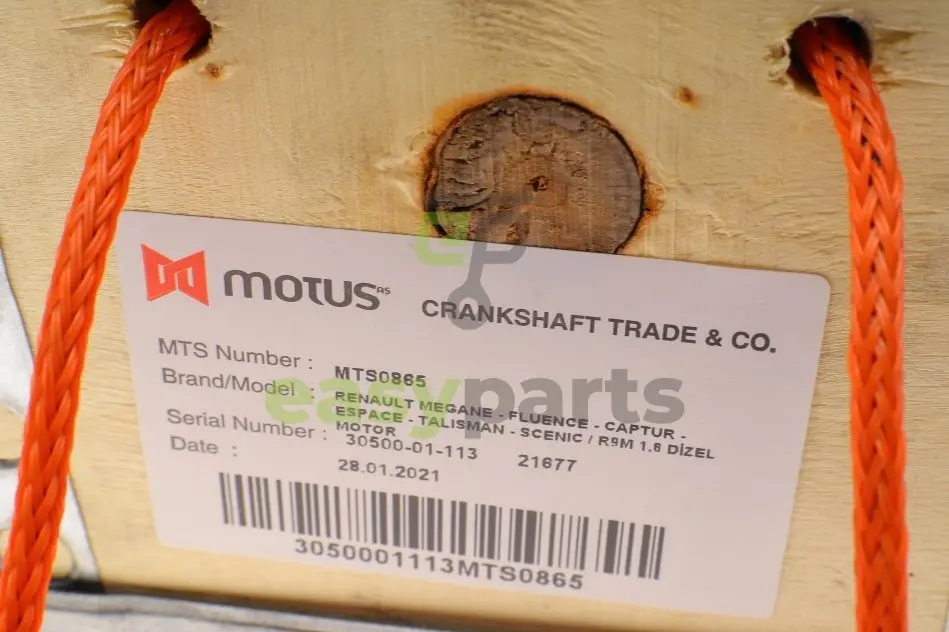 MOTUS AS
CRANKSHAFT TRADE & CO.
MTS Number : MTS0865
Brand/Model : RENAULT MEGANE - FLUENCE - CAPTUR -
ESPACE - TALISMAN - SCENIC / R9M 1.6 DİZEL
MOTOR
Serial Number : 30500-01-113 21677
Date : 28.01.2021
3050001113MTS0865
easyparts